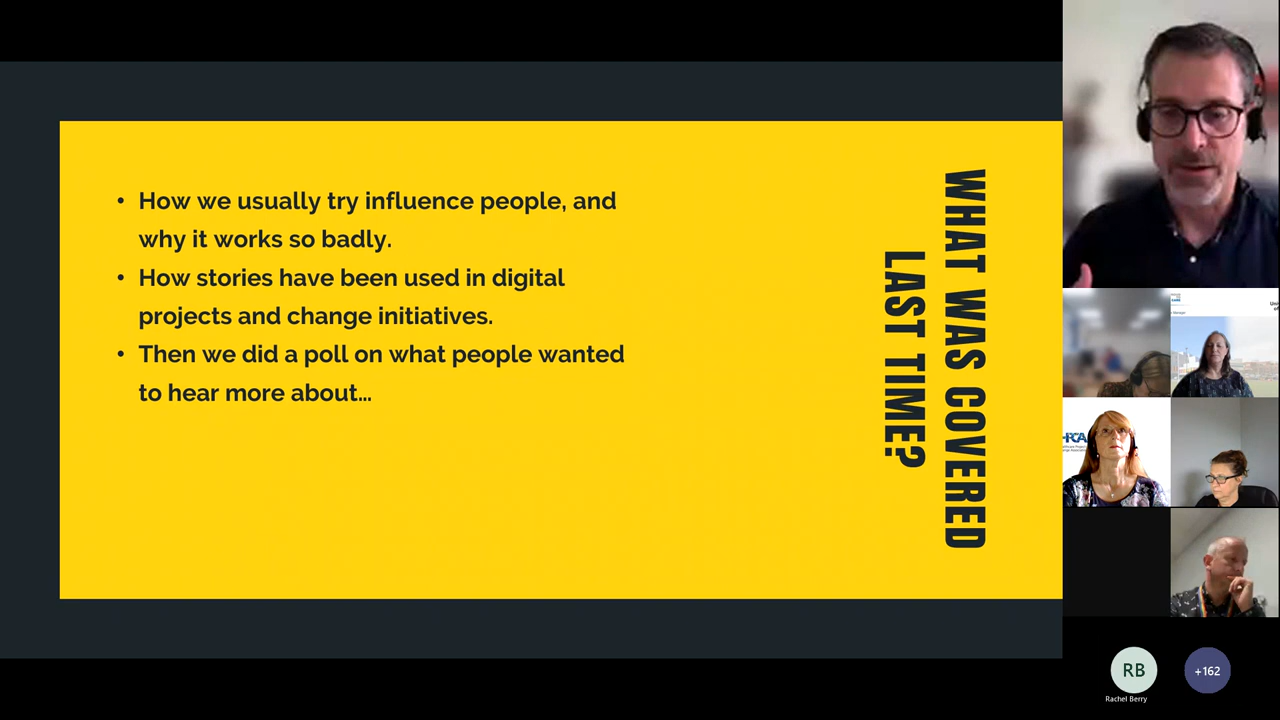 • How we usually try influence people, and
why it works so badly.
• How stories have been used in digital
projects and change initiatives.
• Then we did a poll on what people wanted
to hear more about...
WHAT WAS COVERED
LAST TIME?
RB
+162
Rachel Berry